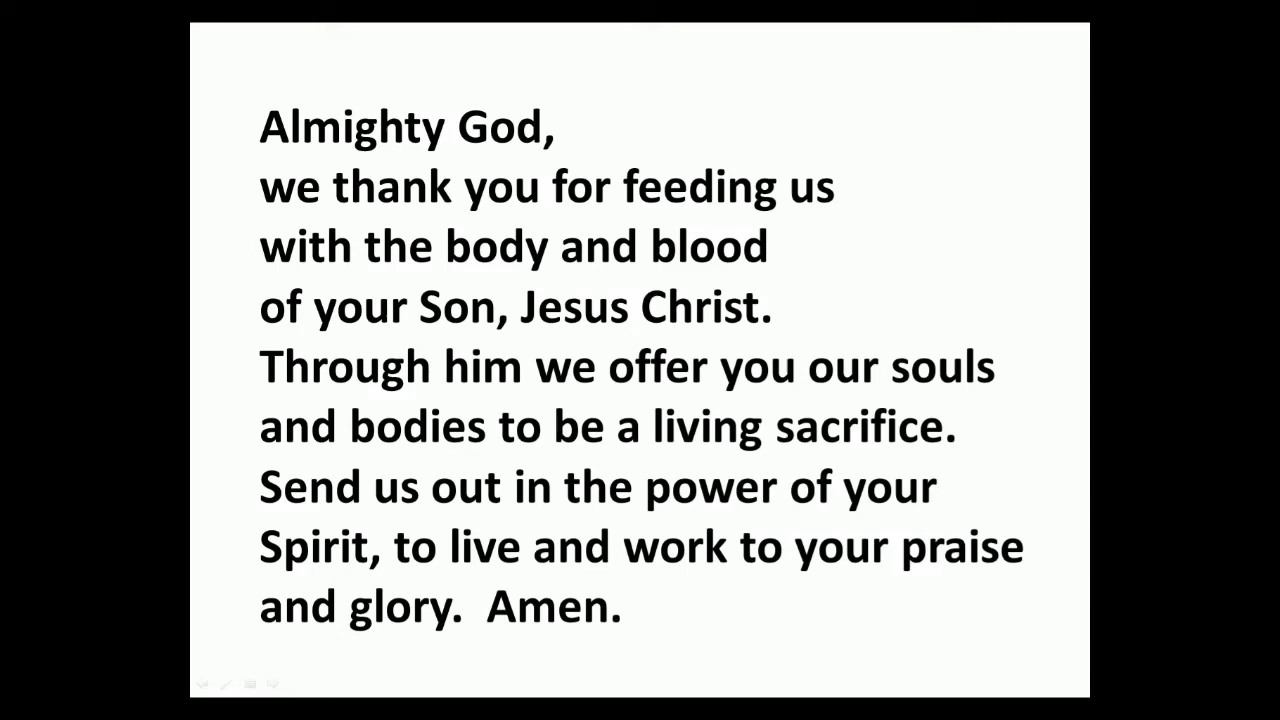 Almighty God,
we thank you for feeding us
with the body and blood
of your Son, Jesus Christ.
Through him we offer you our souls
and bodies to be a living sacrifice.
Send us out in the power of your
Spirit, to live and work to your praise
and glory.  Amen.